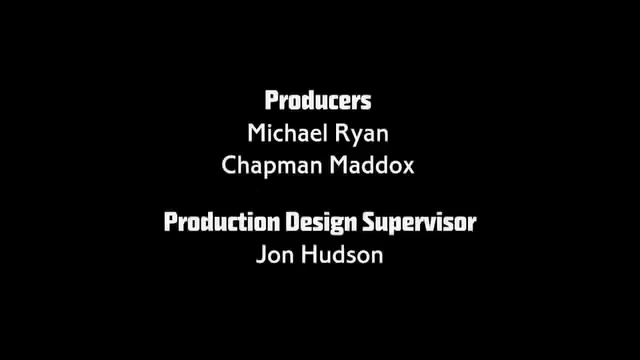 Producers
Michael Ryan
Chapman Maddox
Production Design Supervisor
Jon Hudson